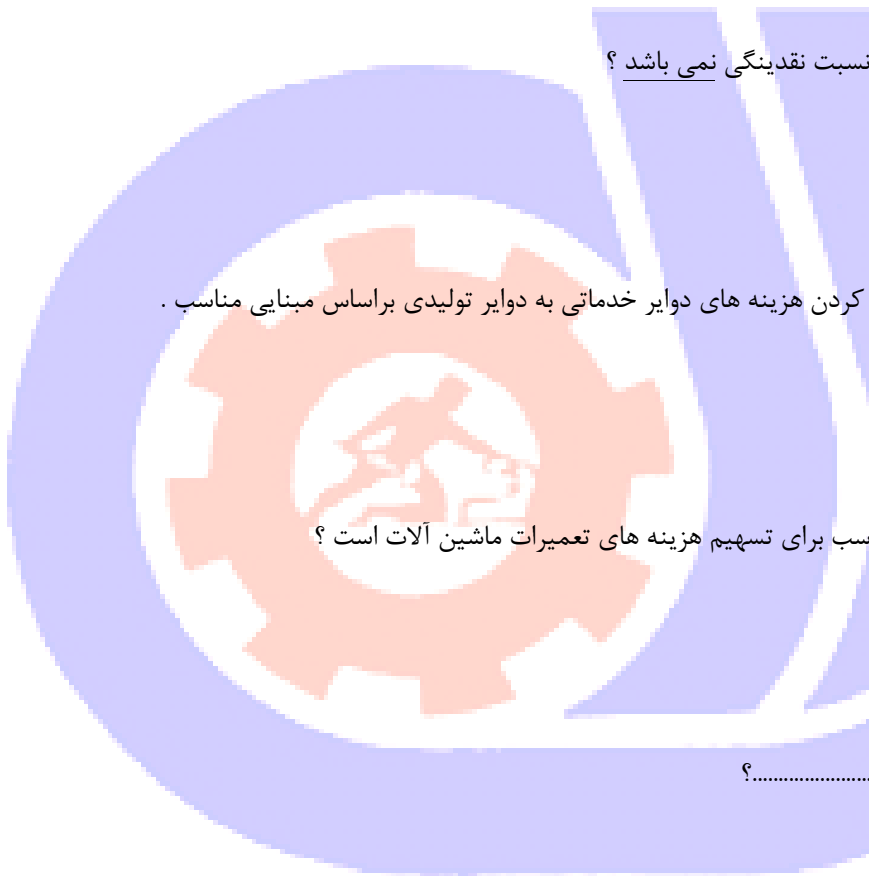 نسبت نقدینگی نمی باشد ؟
کردن هزینه های دوایر خدماتی به دوایر تولیدی براساس مبنایی مناسب .
سب برای تسهیم هزینه های تعمیرات ماشین آلات است ؟
......................؟